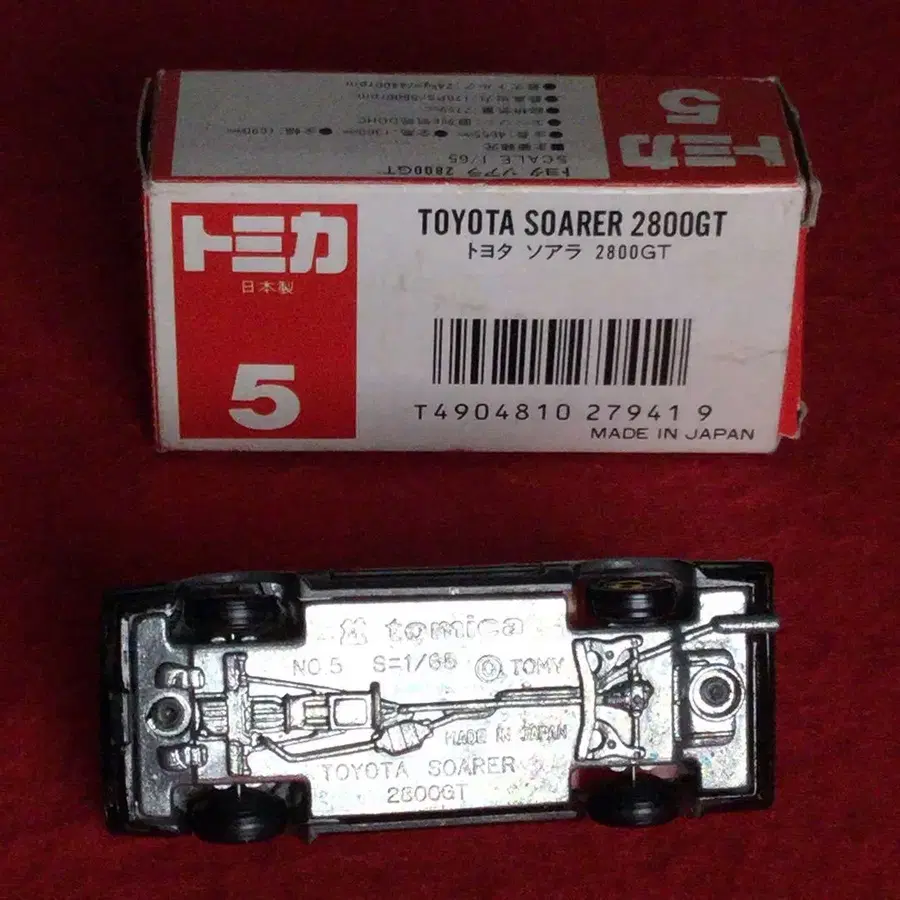 トミカ
5
トヨタ ソアラ 2800GT
SCALE 1/65
トミカ
日本製
5
TOYOTA SOARER 2800GT
トヨタ ソアラ 2800GT
T4904810 279419
MADE IN JAPAN
tomica
NO.5 S=1/65 © TOMY
MADE IN JAPAN
TOYOTA SOARER
2800GT